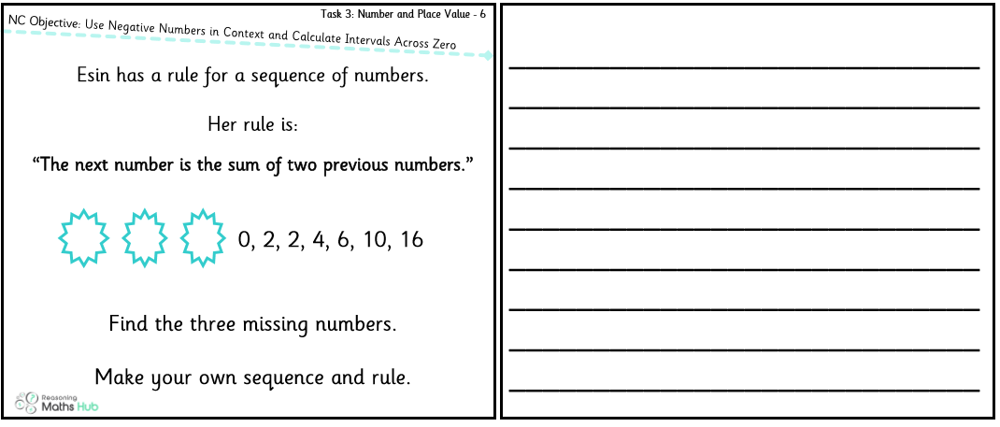 Task 3: Number and Place Value - 6
NC Objective: Use Negative Numbers in Context and Calculate Intervals Across Zero
Esin has a rule for a sequence of numbers.
Her rule is:
“The next number is the sum of two previous numbers.”
0, 2, 2, 4, 6, 10, 16
Find the three missing numbers.
Make your own sequence and rule.
Reasoning
Maths Hub